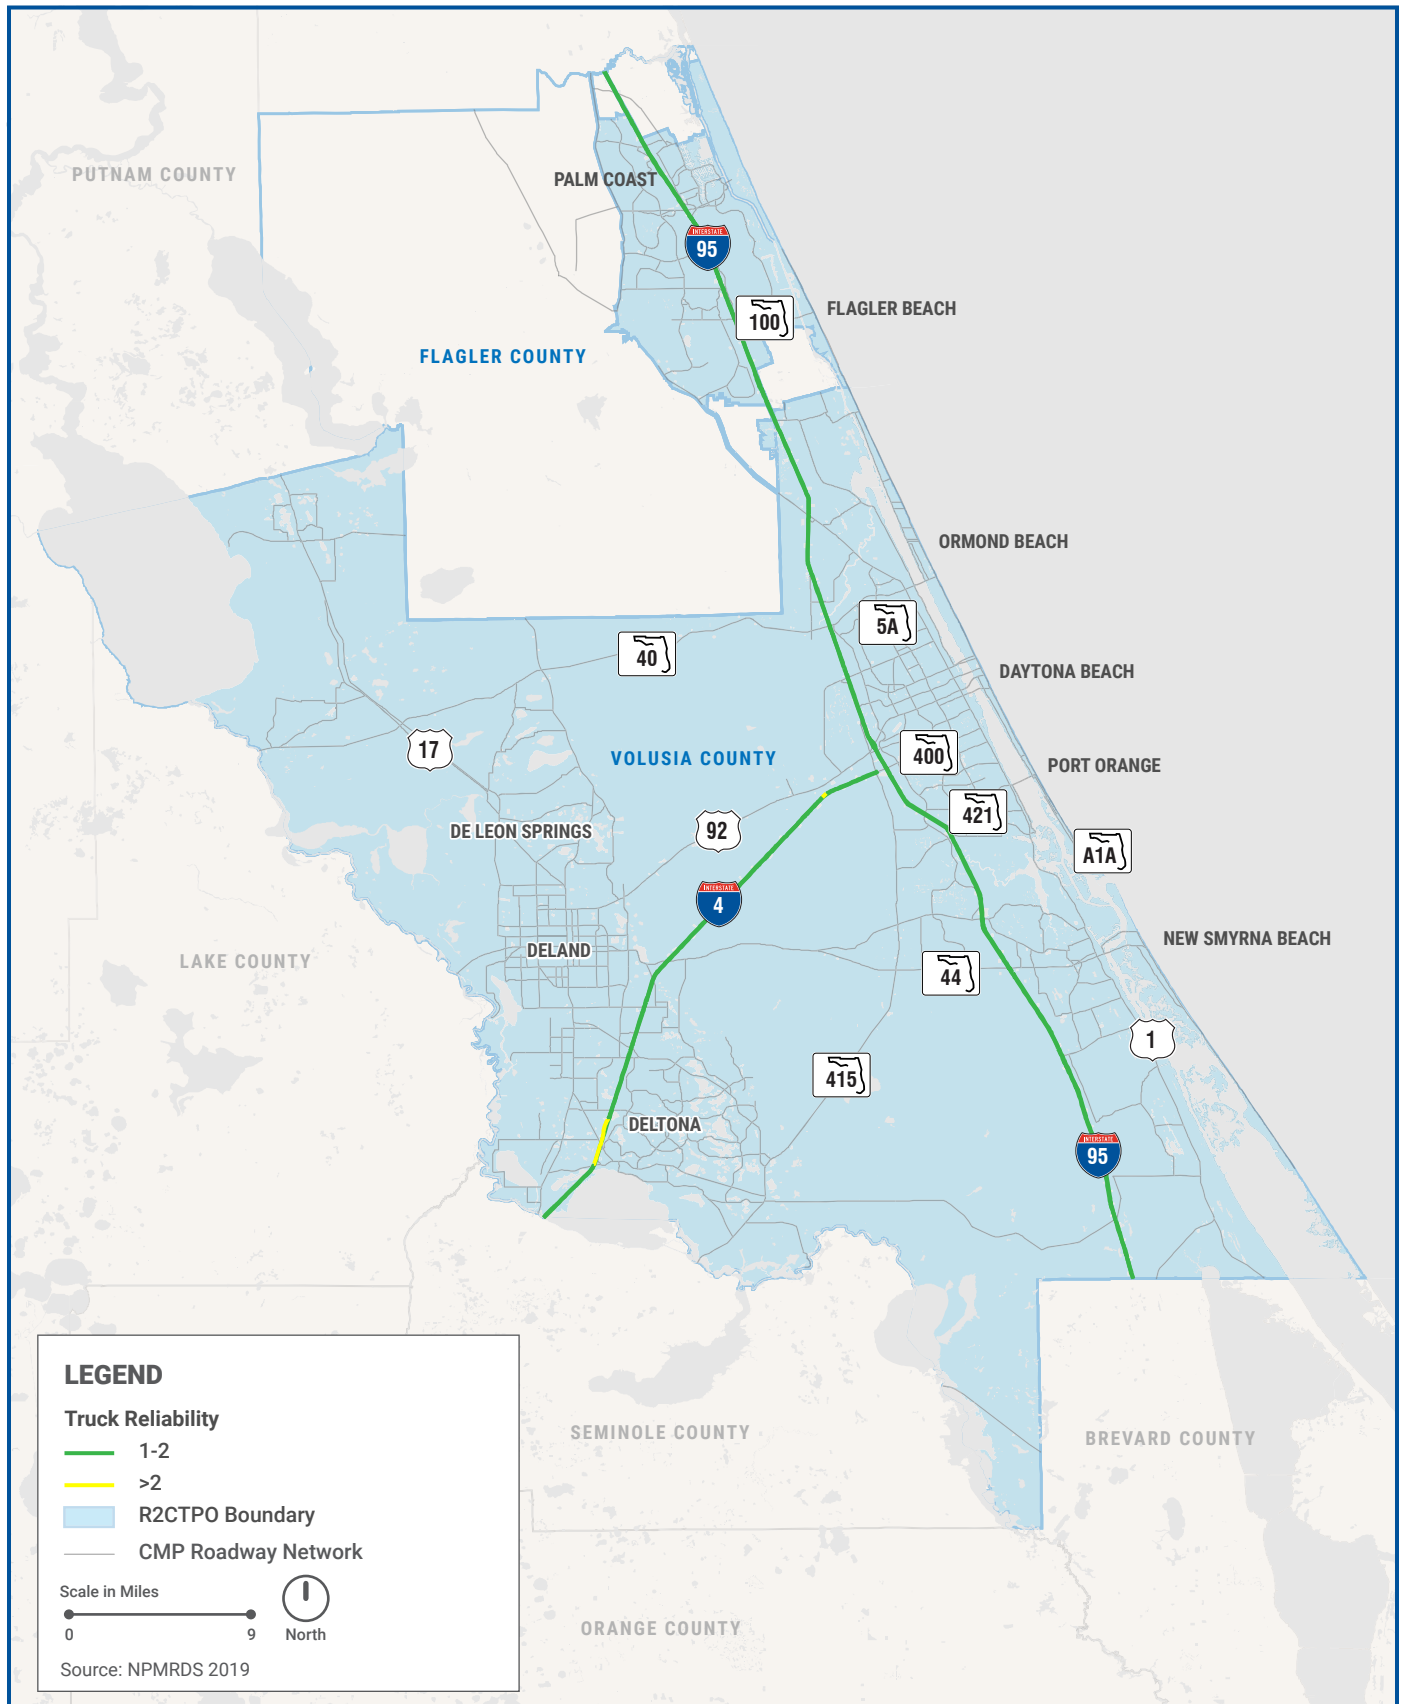 PUTNAM COUNTY
PALM COAST
INTERSTATE
95
100
FLAGLER BEACH
FLAGLER COUNTY
ORMOND BEACH
5A
40
DAYTONA BEACH
17
VOLUSIA COUNTY
400
PORT ORANGE
421
92
DE LEON SPRINGS
A1A
INTERSTATE
4
NEW SMYRNA BEACH
DELAND
LAKE COUNTY
44
1
415
DELTONA
INTERSTATE
95
LEGEND
Truck Reliability
1-2
>2
R2CTPO Boundary
CMP Roadway Network
Scale in Miles
0 9
North
Source: NPMRDS 2019
SEMINOLE COUNTY
BREVARD COUNTY
ORANGE COUNTY